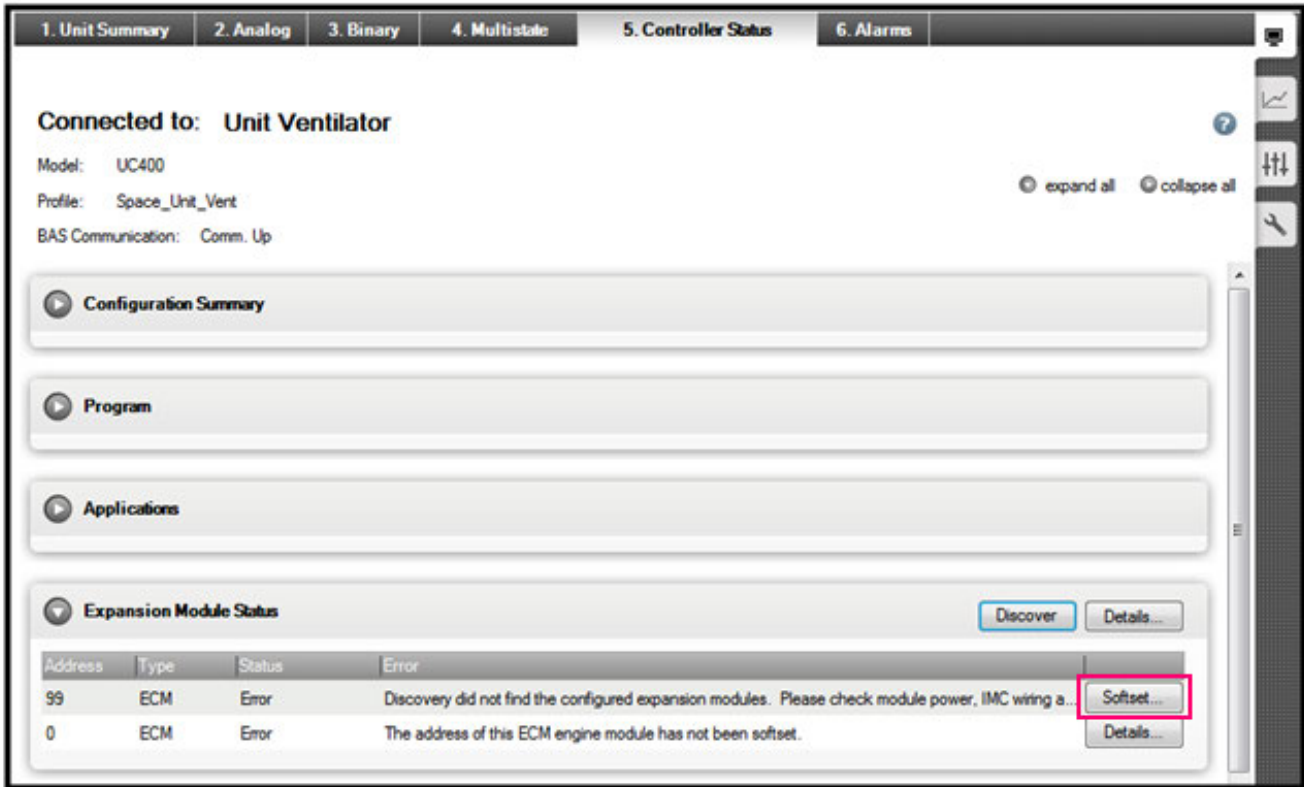 1. Unit Summary 2. Analog 3. Binary 4. Multistate 5. Controller Status 6. Alarms
Connected to: Unit Ventilator
?
Model: UC400
expand all collapse all
Profile: Space_Unit_Vent
BAS Communication: Comm. Up
Configuration Summary
Program
Applications
Expansion Module Status Discover Details...
Address Type Status Error
99 ECM Error Discovery did not find the configured expansion modules. Please check module power, IMC wiring a... Softset...
0 ECM Error The address of this ECM engine module has not been softset. Details...